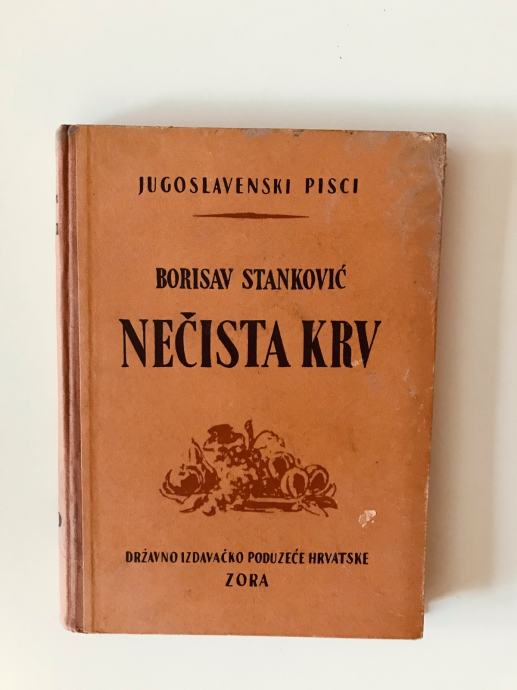 JUGOSLAVENSKI PISCI
BORISAV STANKOVIĆ
NEČISTA KRV
DRŽAVNO IZDAVAČKO PODUZEĆE HRVATSKE
ZORA